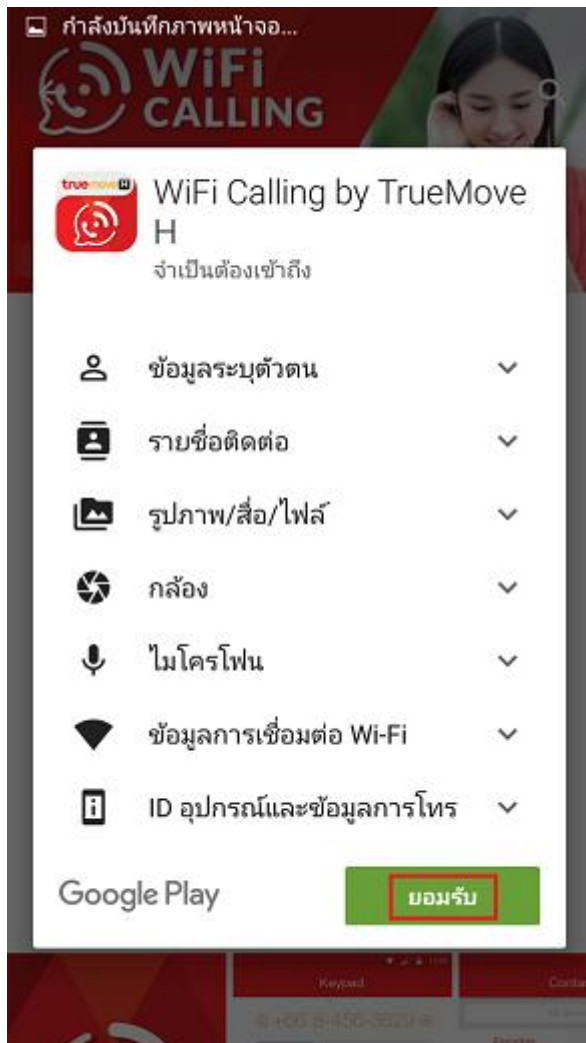 กำลังบันทึกภาพหน้าจอ...
WiFi
CALLING
truemove H
WiFi Calling by TrueMove
H
จำเป็นต้องเข้าถึง
ข้อมูลระบุตัวตน
รายชื่อติดต่อ
รูปภาพ/สื่อ/ไฟล์
กล้อง
ไมโครโฟน
ข้อมูลการเชื่อมต่อ Wi-Fi
ID อุปกรณ์และข้อมูลการโทร
Google Play
ยอมรับ
Keypad